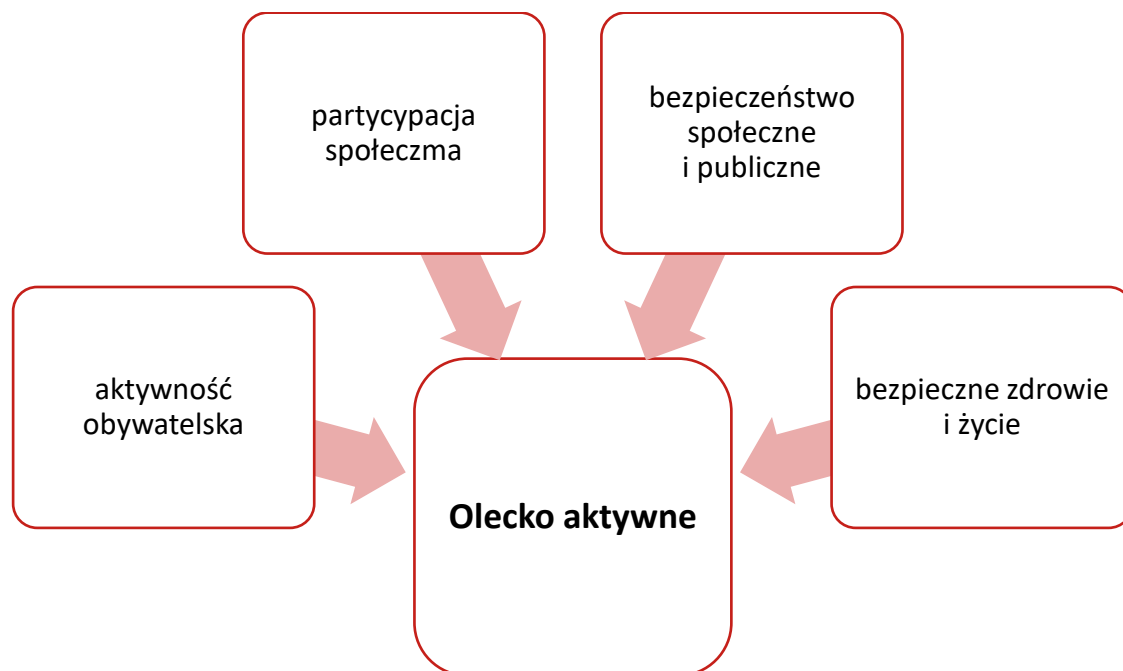 partycypacja
społeczma
bezpieczeństwo
społeczne
i publiczne
aktywność
obywatelska
bezpieczne zdrowie
i życie
Olecko aktywne